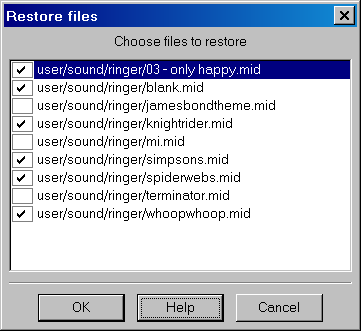 Restore files
Choose files to restore
user/sound/ringer/03 - only happy.mid
user/sound/ringer/blank.mid
user/sound/ringer/jamesbondtheme.mid
user/sound/ringer/knightrider.mid
user/sound/ringer/mi.mid
user/sound/ringer/simpsons.mid
user/sound/ringer/spiderwebs.mid
user/sound/ringer/terminator.mid
user/sound/ringer/whoopwhoop.mid
OK Help Cancel